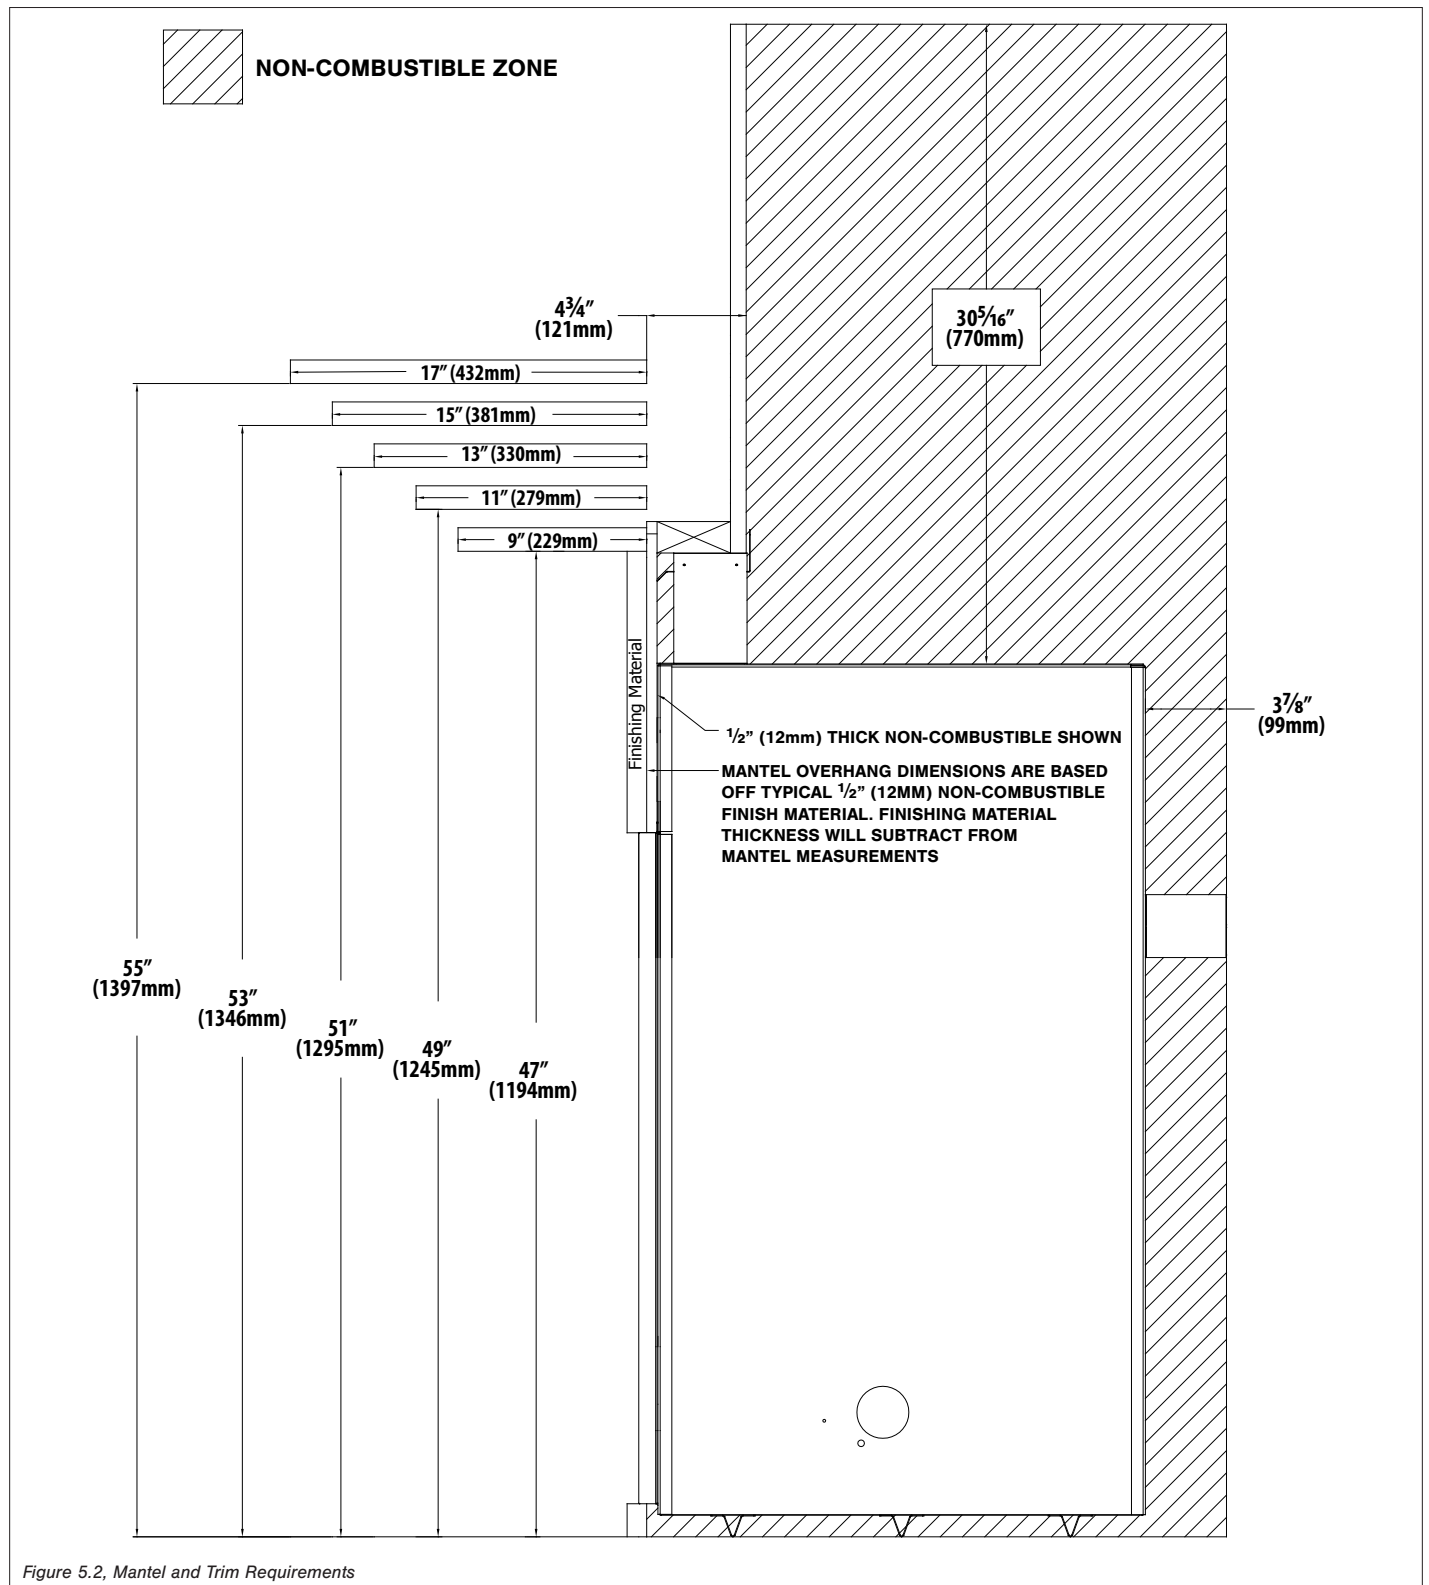 NON-COMBUSTIBLE ZONE
4¾″
(121mm)
30⁵⁄₁₆″
(770mm)
17″ (432mm)
15″ (381mm)
13″ (330mm)
11″ (279mm)
9″ (229mm)
Finishing Material
3⅞″
(99mm)
½” (12mm) THICK NON-COMBUSTIBLE SHOWN
MANTEL OVERHANG DIMENSIONS ARE BASED
OFF TYPICAL ½” (12MM) NON-COMBUSTIBLE
FINISH MATERIAL. FINISHING MATERIAL
THICKNESS WILL SUBTRACT FROM
MANTEL MEASUREMENTS
55″
(1397mm)
53″
(1346mm)
51″
(1295mm)
49″
(1245mm)
47″
(1194mm)
Figure 5.2, Mantel and Trim Requirements